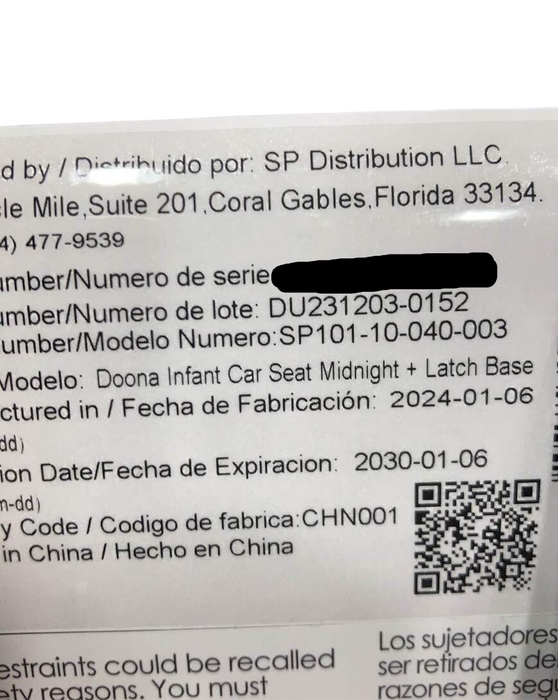 d by / Distribuido por: SP Distribution LLC.
cle Mile,Suite 201,Coral Gables,Florida 33134.
4) 477-9539
umber/Numero de serie
umber/Numero de lote: DU231203-0152
umber/Modelo Numero:SP101-10-040-003
Modelo: Doona Infant Car Seat Midnight + Latch Base
ctured in / Fecha de Fabricación: 2024-01-06
dd)
ion Date/Fecha de Expiracion: 2030-01-06
n-dd)
y Code / Codigo de fabrica:CHN001
in China / Hecho en China
estraints could be recalled
ety reasons. You must
Los sujetadores
ser retirados de
razones de segu